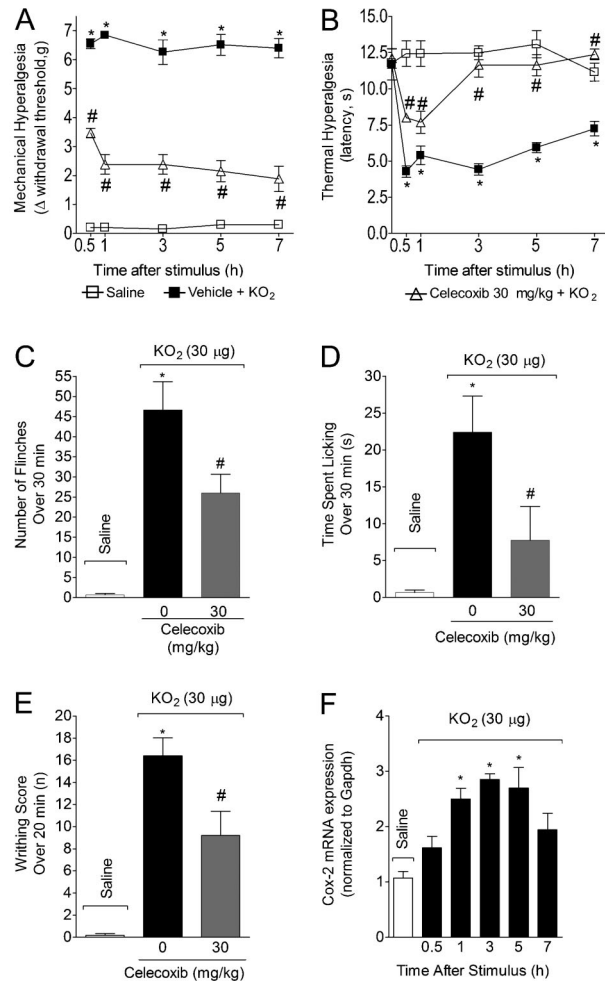 A
Mechanical Hyperalgesia
(Δ withdrawal threshold,g)
7
6
5
4
3
2
1
0
* * * * *
# # # # #
0.5 1 3 5 7
Time after stimulus (h)
B
Thermal Hyperalgesia
(latency, s)
15.0
12.5
10.0
7.5
5.0
2.5
0.0
# # # # #
* * * * *
0.5 1 3 5 7
Time after stimulus (h)
Saline
Vehicle + KO₂
Celecoxib 30 mg/kg + KO₂
C
KO₂ (30 µg)
Number of Flinches
Over 30 min
55
50
45
40
35
30
25
20
15
10
5
0
Saline
*
#
0 30
Celecoxib
(mg/kg)
D
KO₂ (30 µg)
Time Spent Licking
Over 30 min (s)
30
25
20
15
10
5
0
Saline
*
#
0 30
Celecoxib (mg/kg)
E
KO₂ (30 µg)
Writhing Score
Over 20 min (n)
18
16
14
12
10
8
6
4
2
0
Saline
*
#
0 30
Celecoxib (mg/kg)
F
KO₂ (30 µg)
Cox-2 mRNA expression
(normalized to Gapdh)
4
3
2
1
0
Saline
* * *
0.5 1 3 5 7
Time After Stimulus (h)